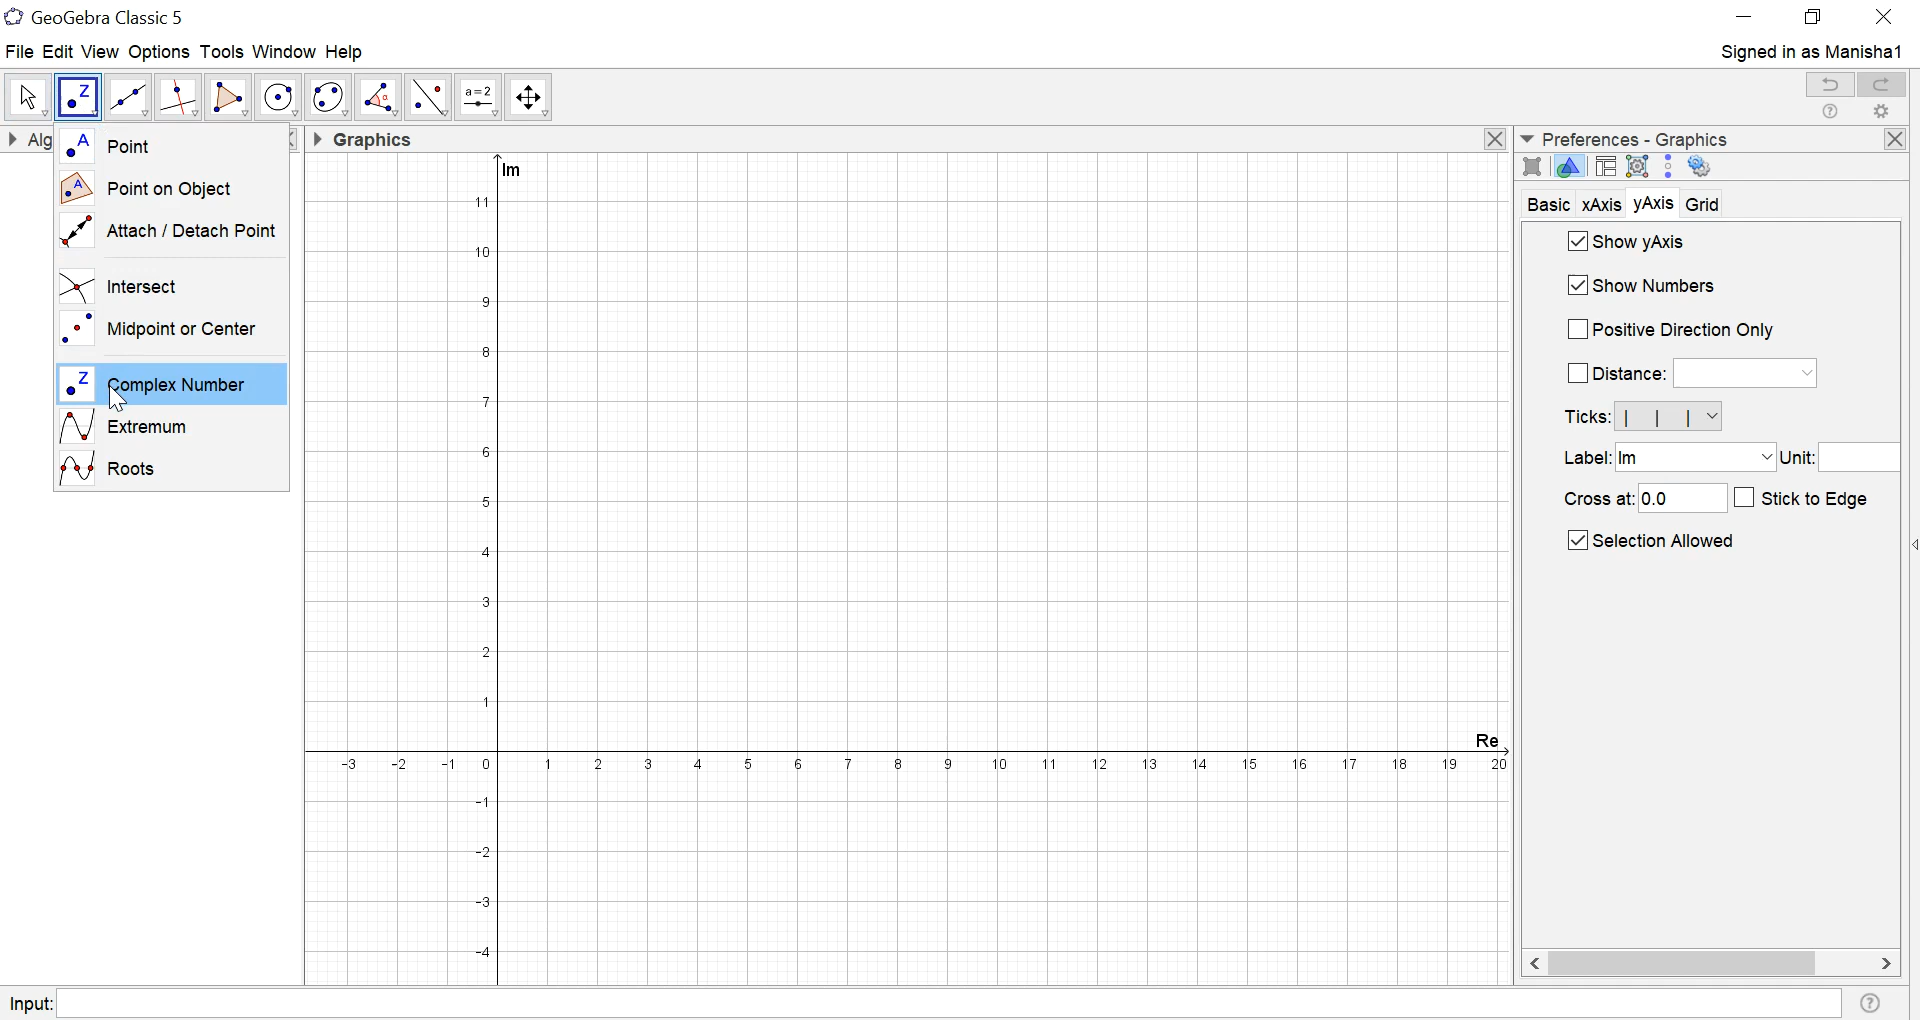 GeoGebra Classic 5
File Edit View Options Tools Window Help
Signed in as Manisha1
Z
a=2
α
Alg
A Point
A Point on Object
Attach / Detach Point
Intersect
Midpoint or Center
Z Complex Number
Extremum
Roots
Graphics
Im
11
10
9
8
7
6
5
4
3
2
1
Re
-3 -2 -1 0 1 2 3 4 5 6 7 8 9 10 11 12 13 14 15 16 17 18 19 20
-1
-2
-3
-4
Preferences - Graphics
Basic xAxis yAxis Grid
Show yAxis
Show Numbers
Positive Direction Only
Distance:
Ticks: | | |
Label: Im Unit:
Cross at: 0.0 Stick to Edge
Selection Allowed
Input: